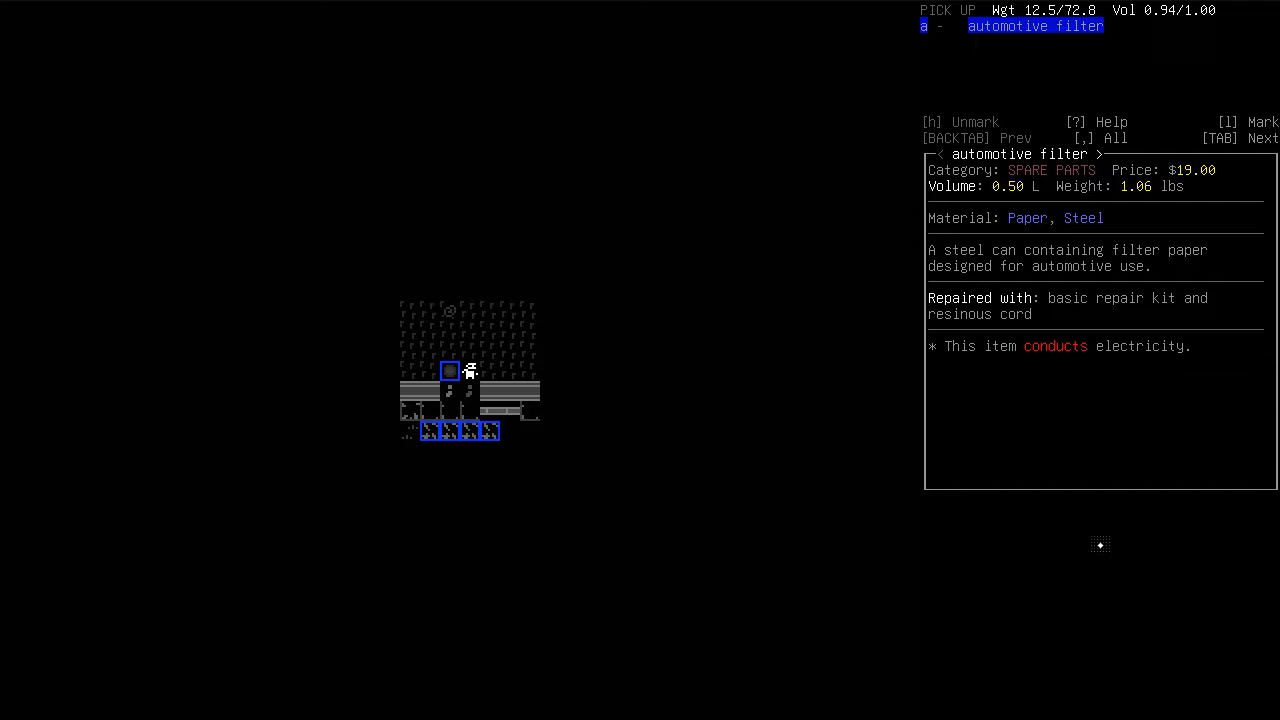 PICK UP  Wgt 12.5/72.8  Vol 0.94/1.00
a -   automotive filter
[h] Unmark   [?] Help   [l] Mark
[BACKTAB] Prev   [,] All   [TAB] Next
< automotive filter >
Category: SPARE PARTS  Price: $19.00
Volume: 0.50 L  Weight: 1.06 lbs
Material: Paper, Steel
A steel can containing filter paper
designed for automotive use.
Repaired with: basic repair kit and
resinous cord
* This item conducts electricity.